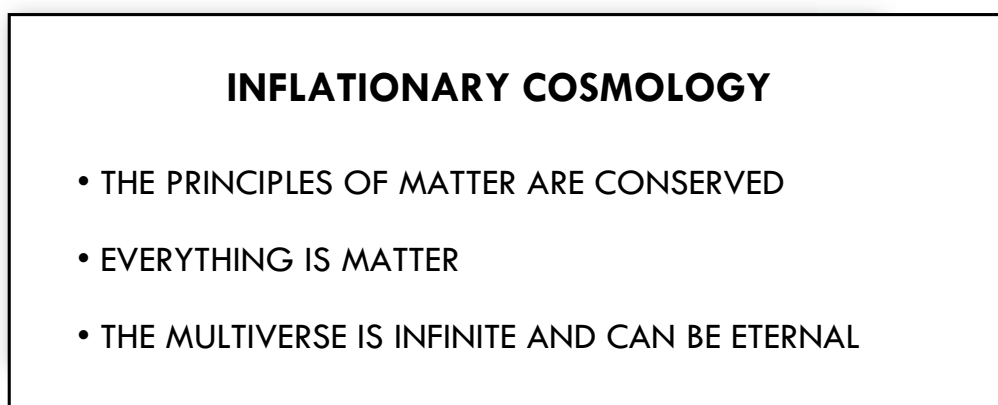 INFLATIONARY COSMOLOGY
• THE PRINCIPLES OF MATTER ARE CONSERVED
• EVERYTHING IS MATTER
• THE MULTIVERSE IS INFINITE AND CAN BE ETERNAL